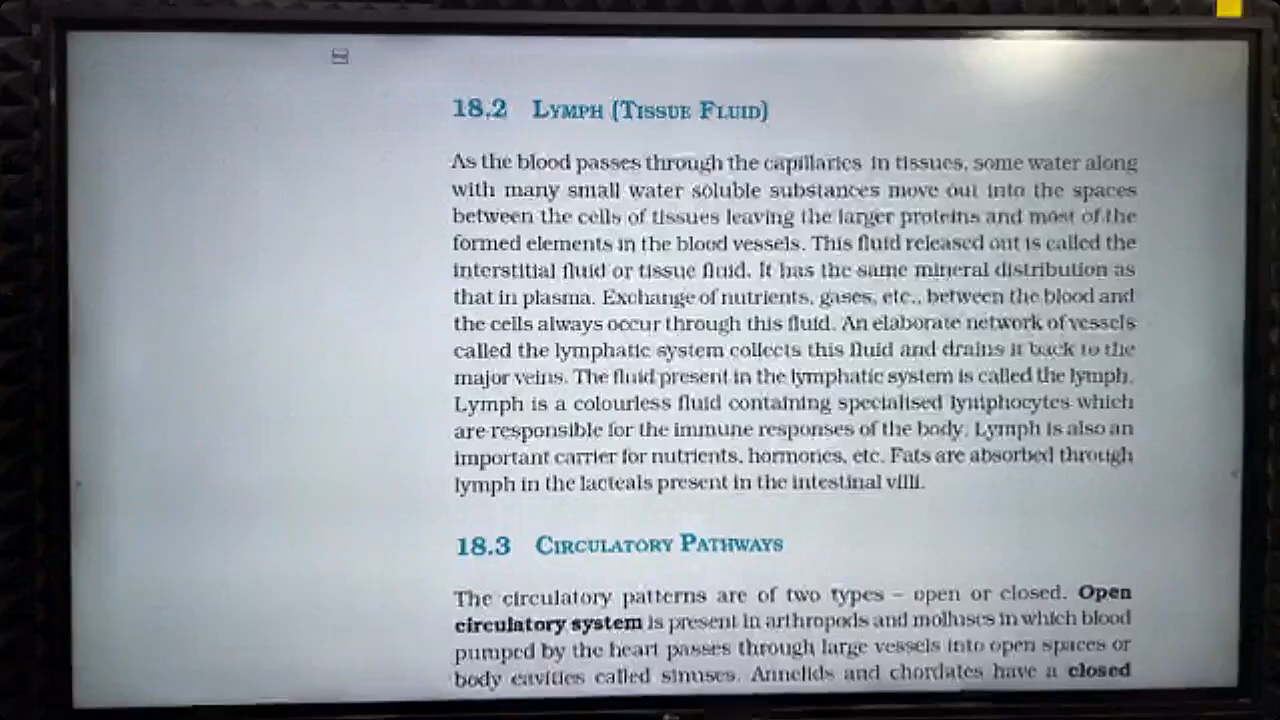 18.2 LYMPH (TISSUE FLUID)
As the blood passes through the capillaries in tissues, some water along
with many small water soluble substances move out into the spaces
between the cells of tissues leaving the larger proteins and most of the
formed elements in the blood vessels. This fluid released out is called the
interstitial fluid or tissue fluid. It has the same mineral distribution as
that in plasma. Exchange of nutrients, gases, etc., between the blood and
the cells always occur through this fluid. An elaborate network of vessels
called the lymphatic system collects this fluid and drains it back to the
major veins. The fluid present in the lymphatic system is called the lymph.
Lymph is a colourless fluid containing specialised lymphocytes which
are responsible for the immune responses of the body. Lymph is also an
important carrier for nutrients, hormones, etc. Fats are absorbed through
lymph in the lacteals present in the intestinal villi.
18.3 CIRCULATORY PATHWAYS
The circulatory patterns are of two types – open or closed. Open
circulatory system is present in arthropods and molluscs in which blood
pumped by the heart passes through large vessels into open spaces or
body cavities called sinuses. Annelids and chordates have a closed